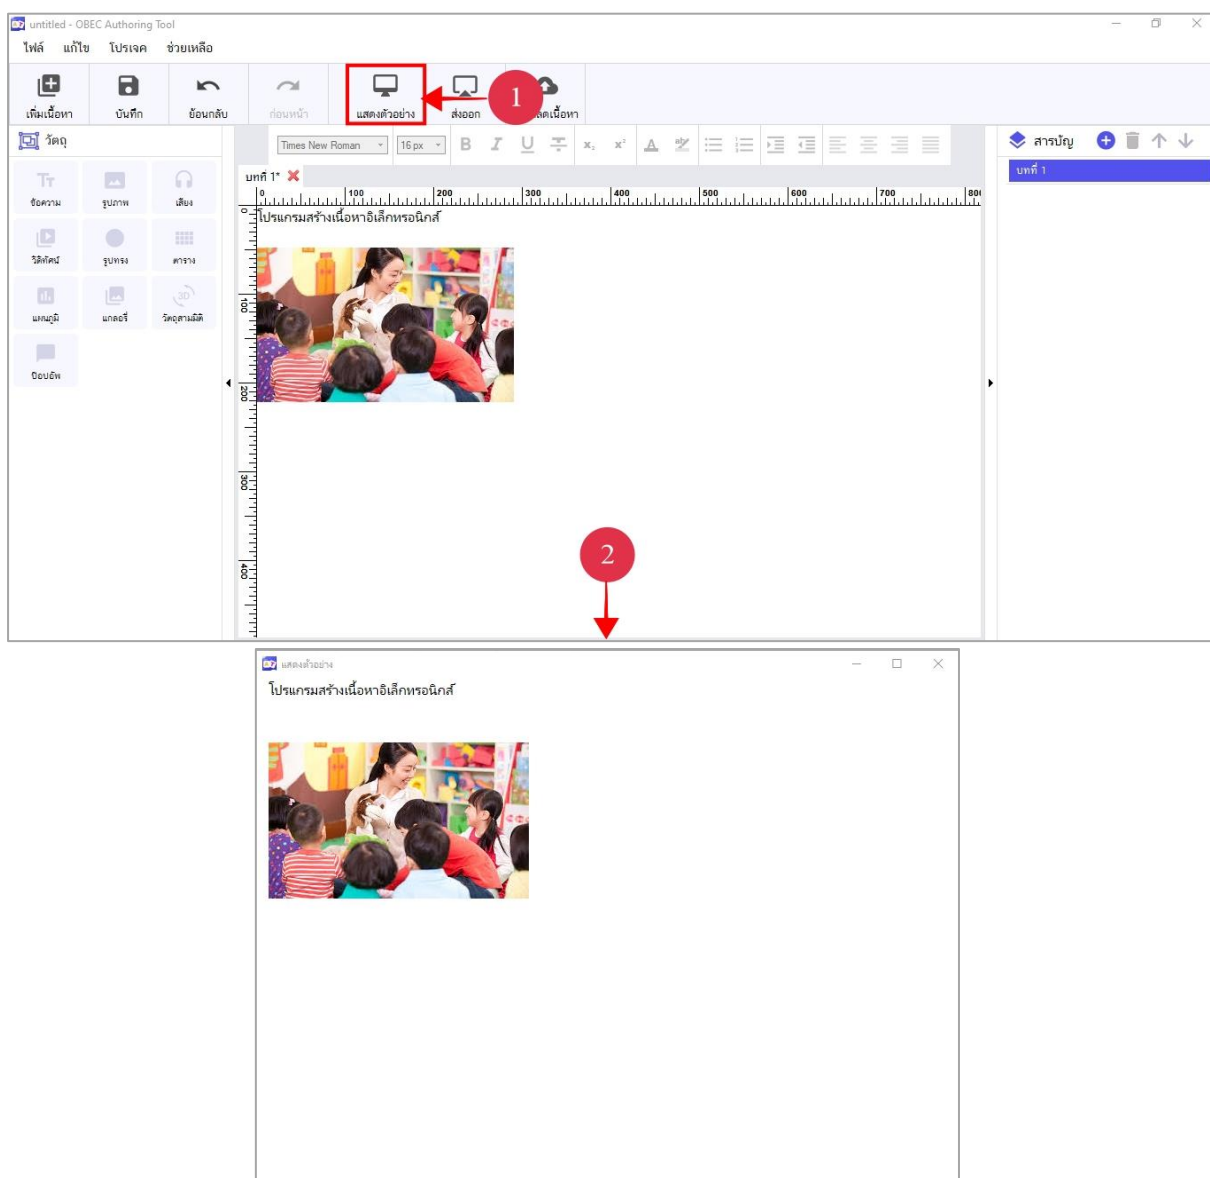 untitled - OBEC Authoring Tool
ไฟล์ แก้ไข โปรเจค ช่วยเหลือ
เพิ่มเนื้อหา บันทึก ย้อนกลับ ก่อนหน้า แสดงตัวอย่าง ส่งออก
1
วัตถุ
Times New Roman 16 px B I U T x₂ x² A aby
สารบัญ
บทที่ 1* บทที่ 1
ข้อความ รูปภาพ เสียง
0 100 200 300 400 500 600 700 800
โปรแกรมสร้างเนื้อหาอิเล็กทรอนิกส์
วิดิทัศน์ รูปทรง ตาราง
แผนภูมิ แกลอรี่ วัตถุสามมิติ
3D
ป๊อบอัพ
0
100
200
300
400
2
แสดงตัวอย่าง
โปรแกรมสร้างเนื้อหาอิเล็กทรอนิกส์